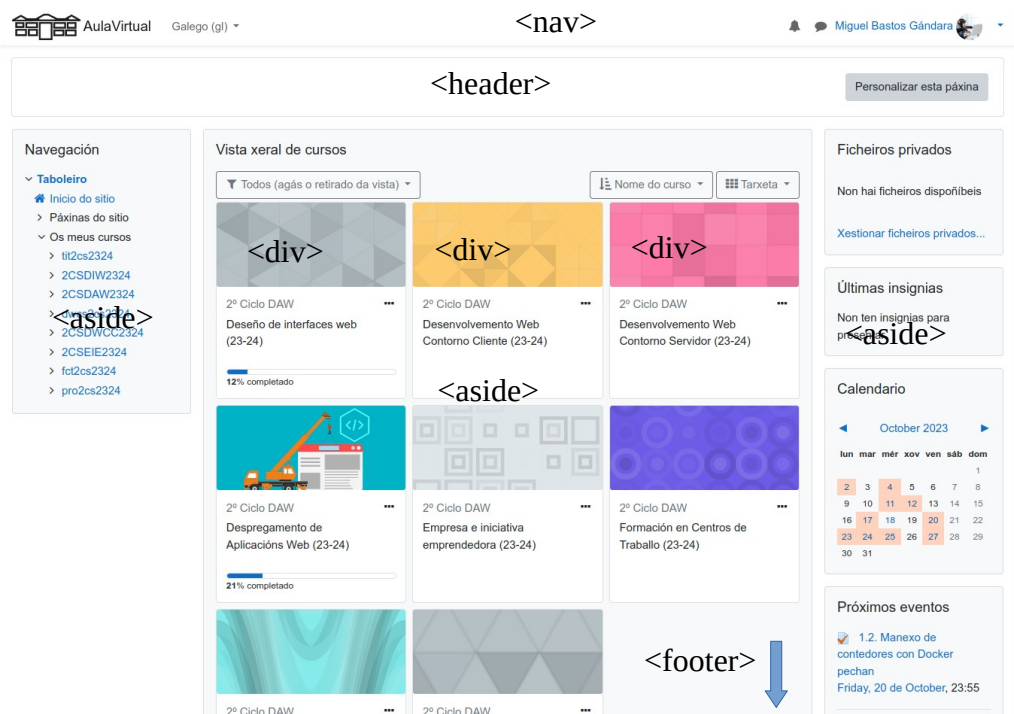 AulaVirtual
Galego (gl)
<nav>
Miguel Bastos Gándara
<header>
Personalizar esta páxina
Navegación
Taboleiro
Inicio do sitio
Páxinas do sitio
Os meus cursos
tit2cs2324
2CSDIW2324
2CSDAW2324
<aside>
2CSDWCC2324
2CSEIE2324
fct2cs2324
pro2cs2324
Vista xeral de cursos
Todos (agás o retirado da vista)
Nome do curso
Tarxeta
<div>
<div>
<div>
2º Ciclo DAW
Deseño de interfaces web
(23-24)
12% completado
2º Ciclo DAW
Desenvolvemento Web
Contorno Cliente (23-24)
2º Ciclo DAW
Desenvolvemento Web
Contorno Servidor (23-24)
<aside>
2º Ciclo DAW
Despregamento de
Aplicacións Web (23-24)
21% completado
2º Ciclo DAW
Empresa e iniciativa
emprendedora (23-24)
2º Ciclo DAW
Formación en Centros de
Traballo (23-24)
2º Ciclo DAW
2º Ciclo DAW
<footer>
Ficheiros privados
Non hai ficheiros dispoñíbeis
Xestionar ficheiros privados...
Últimas insignias
Non ten insignias para
<aside>
Calendario
October 2023
lun mar mér xov ven sáb dom
1
2 3 4 5 6 7 8
9 10 11 12 13 14 15
16 17 18 19 20 21 22
23 24 25 26 27 28 29
30 31
Próximos eventos
1.2. Manexo de
contedores con Docker
pechan
Friday, 20 de October, 23:55